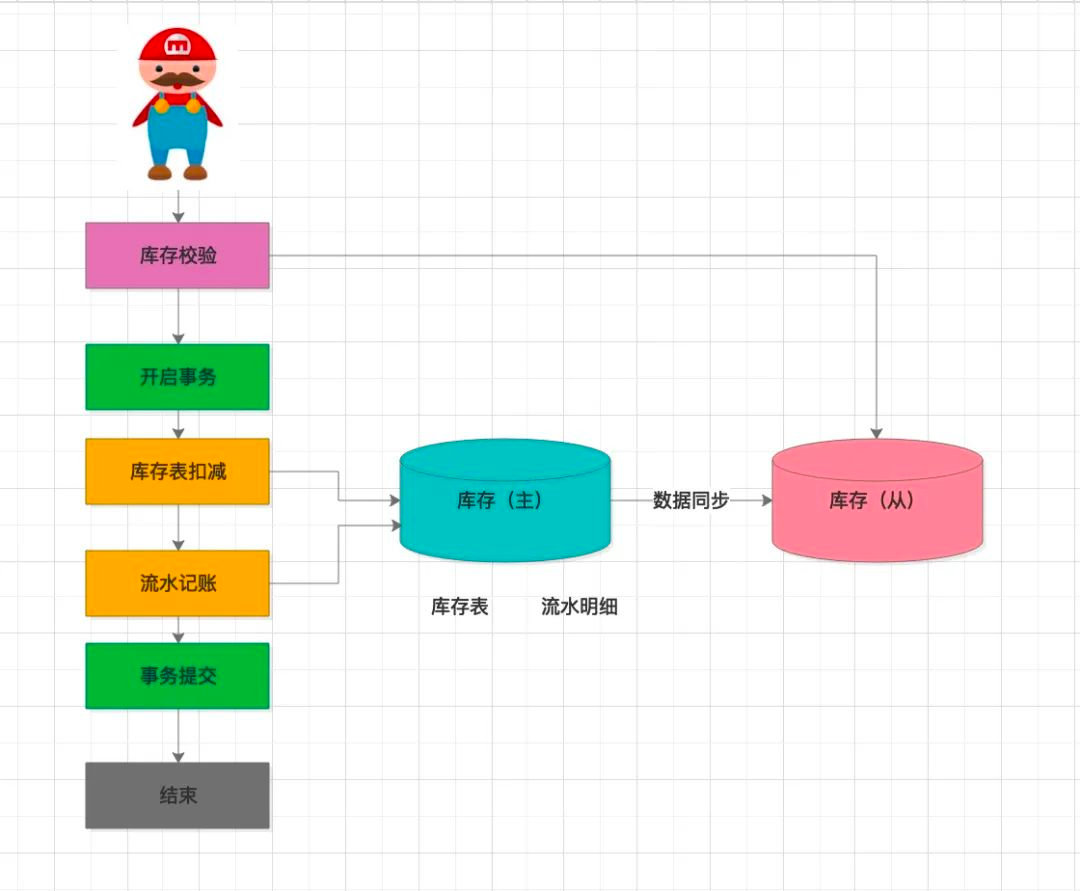 m
库存校验
开启事务
库存表扣减
流水记账
事务提交
结束
库存（主）
数据同步
库存（从）
库存表
流水明细